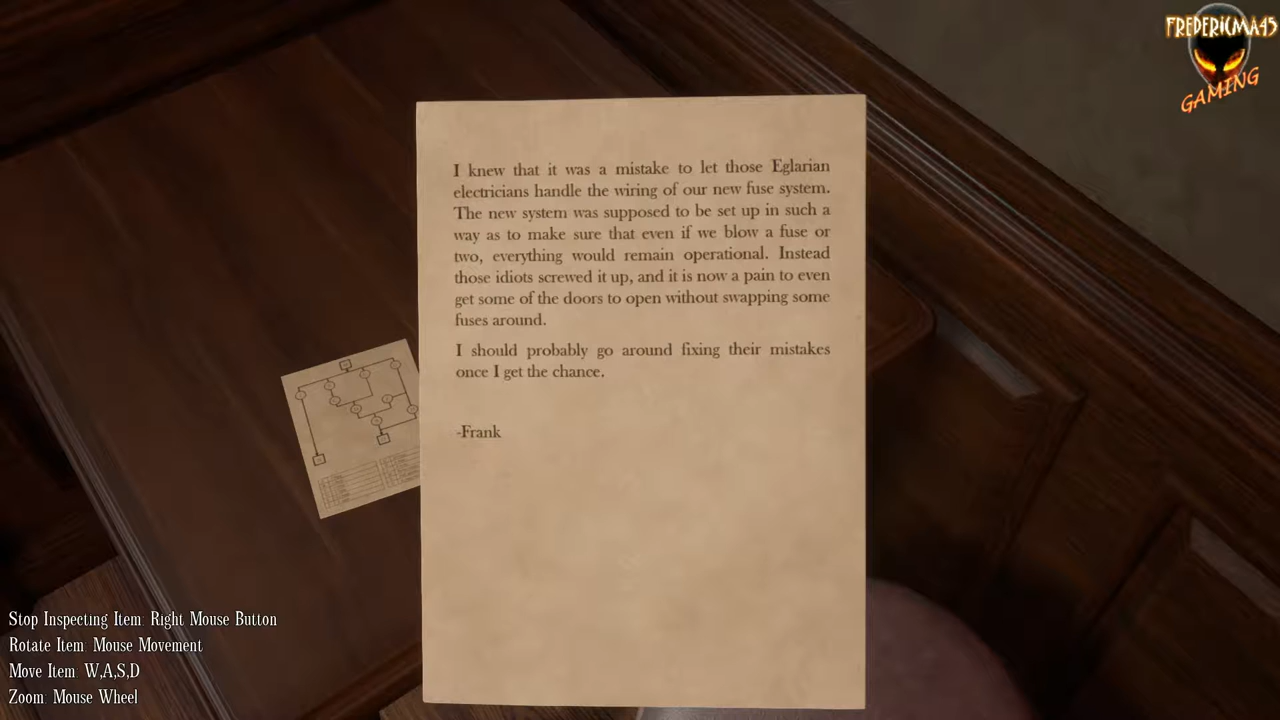 FREDERICMA45
GAMING
I knew that it was a mistake to let those Eglarian
electricians handle the wiring of our new fuse system.
The new system was supposed to be set up in such a
way as to make sure that even if we blow a fuse or
two, everything would remain operational. Instead
those idiots screwed it up, and it is now a pain to even
get some of the doors to open without swapping some
fuses around.
I should probably go around fixing their mistakes
once I get the chance.
-Frank
Stop Inspecting Item: Right Mouse Button
Rotate Item: Mouse Movement
Move Item: W,A,S,D
Zoom: Mouse Wheel